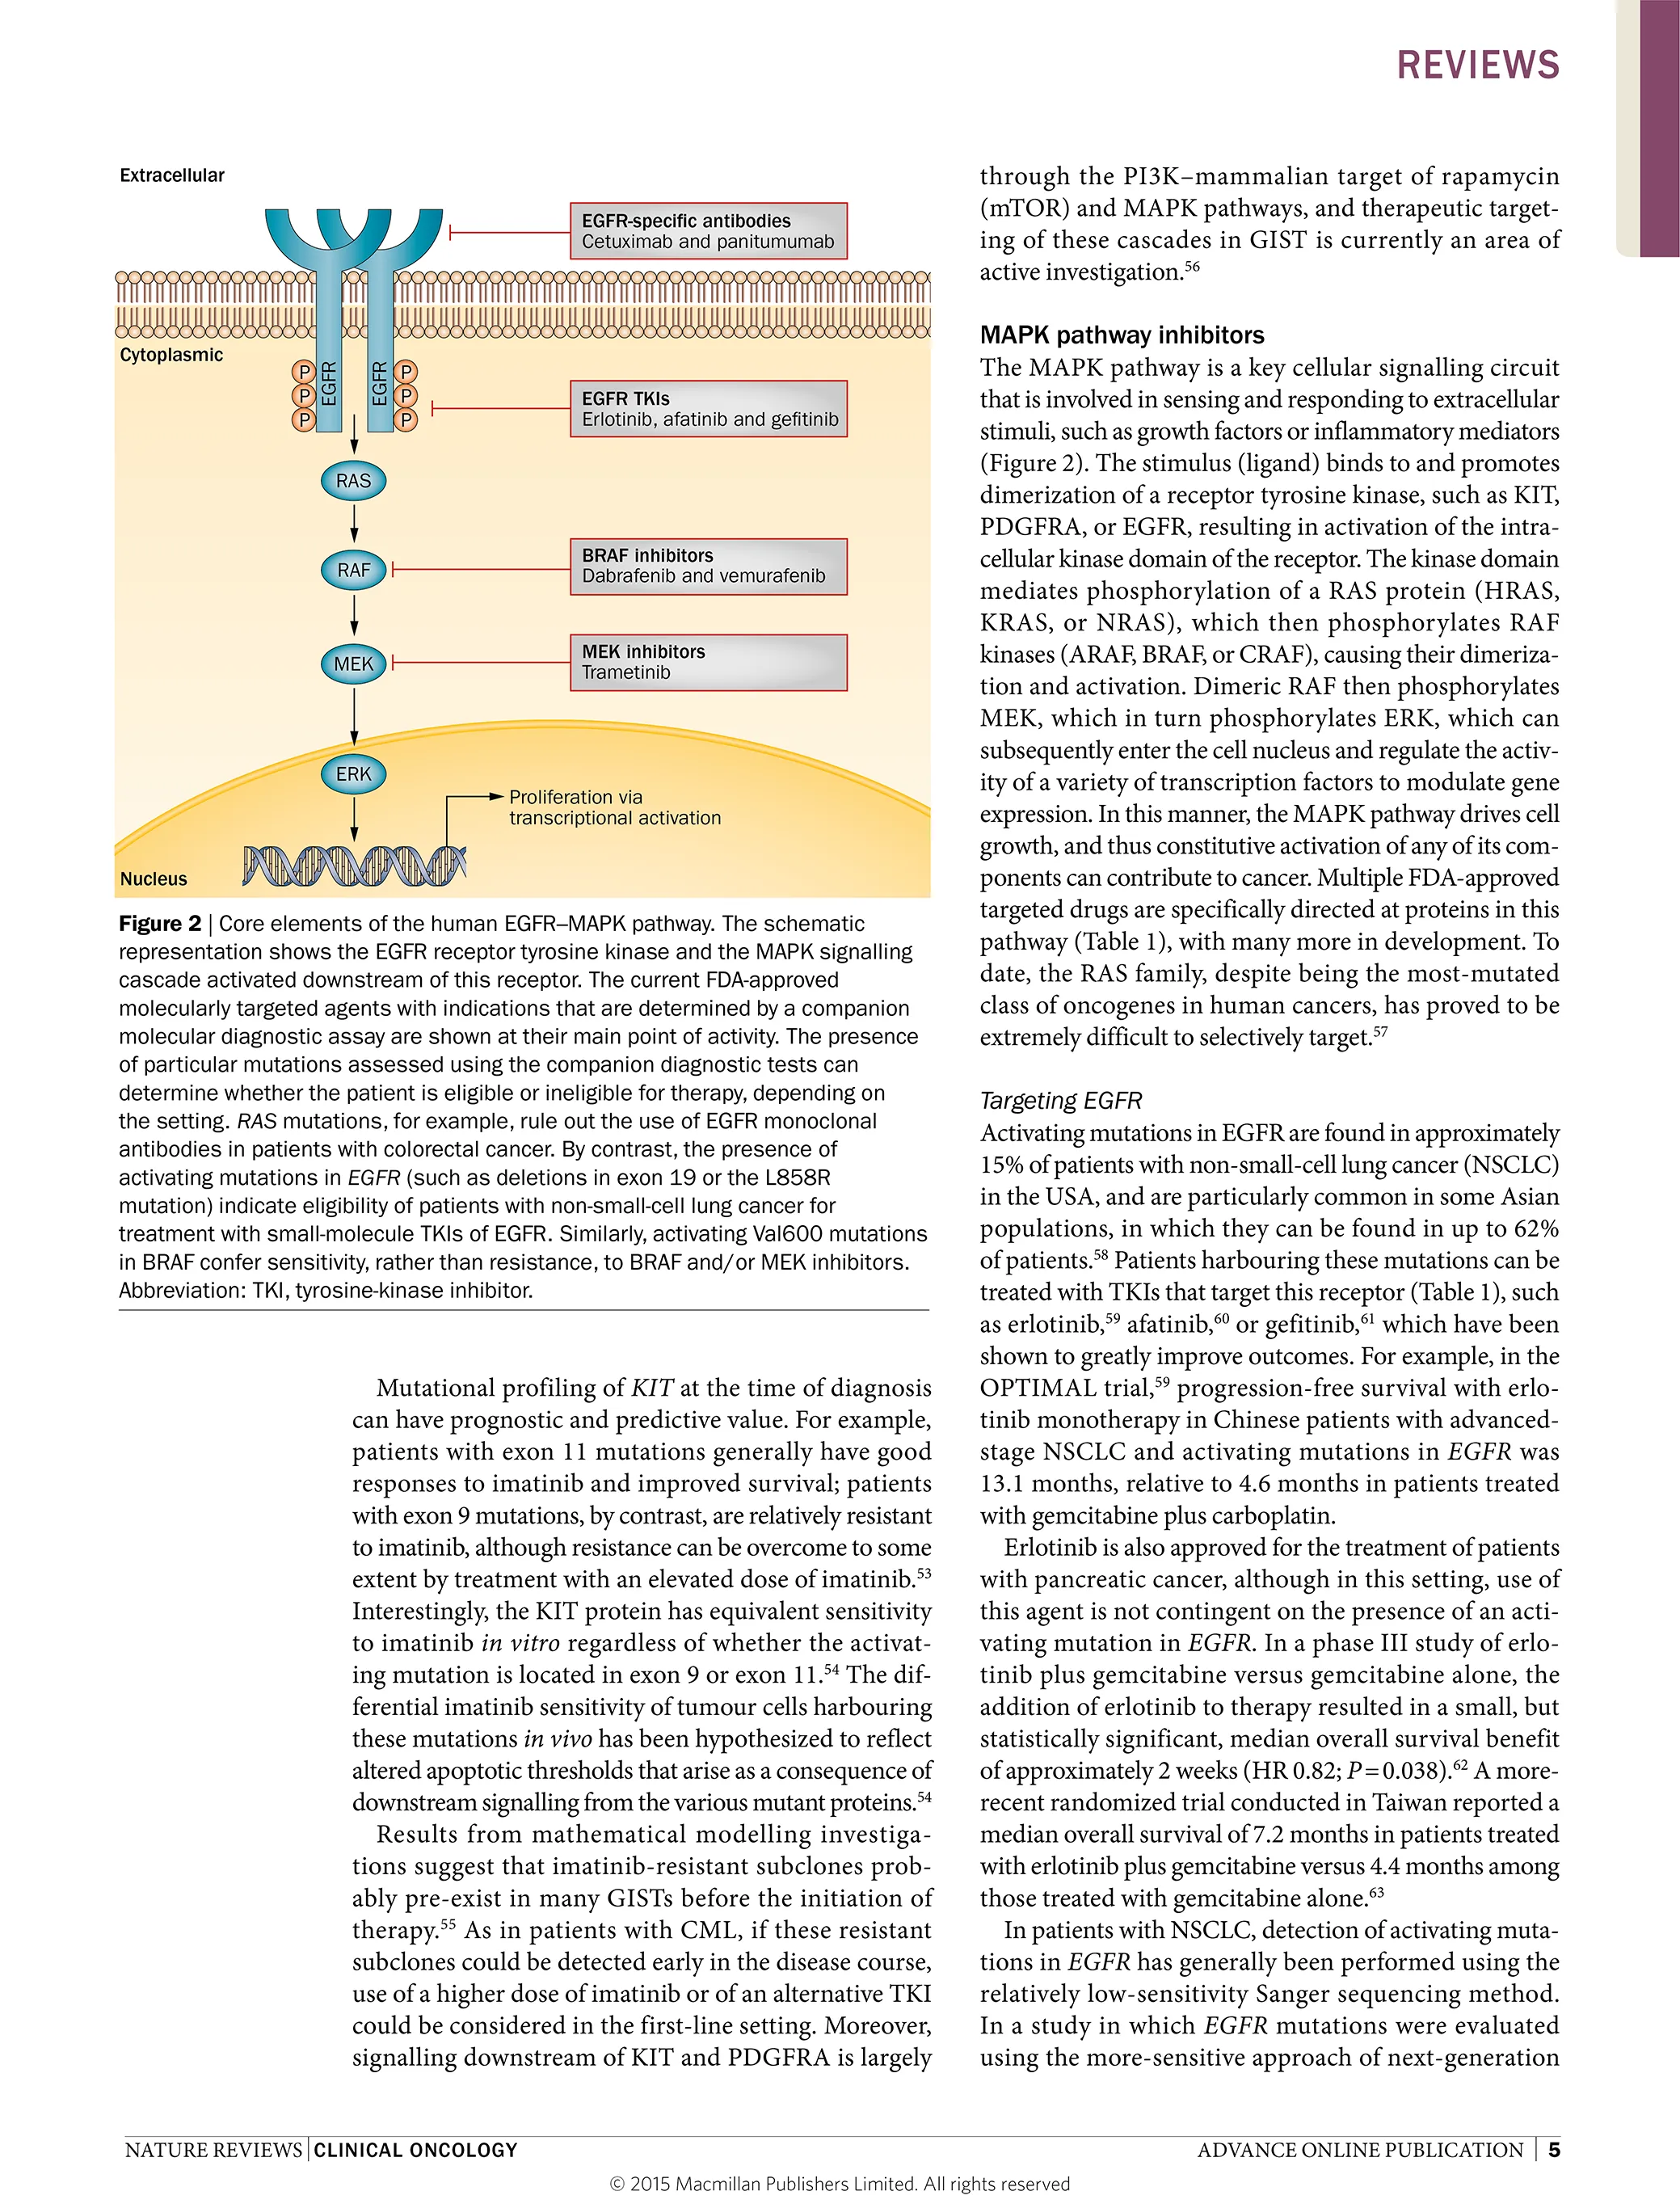 REVIEWS
Extracellular
EGFR-specific antibodies
Cetuximab and panitumumab
Cytoplasmic
P
P
P
EGFR
EGFR
P
P
P
EGFR TKIs
Erlotinib, afatinib and gefitinib
RAS
RAF
BRAF inhibitors
Dabrafenib and vemurafenib
MEK
MEK inhibitors
Trametinib
ERK
Proliferation via
transcriptional activation
Nucleus
Figure 2 | Core elements of the human EGFR–MAPK pathway. The schematic
representation shows the EGFR receptor tyrosine kinase and the MAPK signalling
cascade activated downstream of this receptor. The current FDA-approved
molecularly targeted agents with indications that are determined by a companion
molecular diagnostic assay are shown at their main point of activity. The presence
of particular mutations assessed using the companion diagnostic tests can
determine whether the patient is eligible or ineligible for therapy, depending on
the setting. RAS mutations, for example, rule out the use of EGFR monoclonal
antibodies in patients with colorectal cancer. By contrast, the presence of
activating mutations in EGFR (such as deletions in exon 19 or the L858R
mutation) indicate eligibility of patients with non-small-cell lung cancer for
treatment with small-molecule TKIs of EGFR. Similarly, activating Val600 mutations
in BRAF confer sensitivity, rather than resistance, to BRAF and/or MEK inhibitors.
Abbreviation: TKI, tyrosine-kinase inhibitor.
Mutational profiling of KIT at the time of diagnosis
can have prognostic and predictive value. For example,
patients with exon 11 mutations generally have good
responses to imatinib and improved survival; patients
with exon 9 mutations, by contrast, are relatively resistant
to imatinib, although resistance can be overcome to some
extent by treatment with an elevated dose of imatinib.53
Interestingly, the KIT protein has equivalent sensitivity
to imatinib in vitro regardless of whether the activat-
ing mutation is located in exon 9 or exon 11.54 The dif-
ferential imatinib sensitivity of tumour cells harbouring
these mutations in vivo has been hypothesized to reflect
altered apoptotic thresholds that arise as a consequence of
downstream signalling from the various mutant proteins.54
Results from mathematical modelling investiga-
tions suggest that imatinib-resistant subclones prob-
ably pre-exist in many GISTs before the initiation of
therapy.55 As in patients with CML, if these resistant
subclones could be detected early in the disease course,
use of a higher dose of imatinib or of an alternative TKI
could be considered in the first-line setting. Moreover,
signalling downstream of KIT and PDGFRA is largely
through the PI3K–mammalian target of rapamycin
(mTOR) and MAPK pathways, and therapeutic target-
ing of these cascades in GIST is currently an area of
active investigation.56
MAPK pathway inhibitors
The MAPK pathway is a key cellular signalling circuit
that is involved in sensing and responding to extracellular
stimuli, such as growth factors or inflammatory mediators
(Figure 2). The stimulus (ligand) binds to and promotes
dimerization of a receptor tyrosine kinase, such as KIT,
PDGFRA, or EGFR, resulting in activation of the intra-
cellular kinase domain of the receptor. The kinase domain
mediates phosphorylation of a RAS protein (HRAS,
KRAS, or NRAS), which then phosphorylates RAF
kinases (ARAF, BRAF, or CRAF), causing their dimeriza-
tion and activation. Dimeric RAF then phosphorylates
MEK, which in turn phosphorylates ERK, which can
subsequently enter the cell nucleus and regulate the activ-
ity of a variety of transcription factors to modulate gene
expression. In this manner, the MAPK pathway drives cell
growth, and thus constitutive activation of any of its com-
ponents can contribute to cancer. Multiple FDA-approved
targeted drugs are specifically directed at proteins in this
pathway (Table 1), with many more in development. To
date, the RAS family, despite being the most-mutated
class of oncogenes in human cancers, has proved to be
extremely difficult to selectively target.57
Targeting EGFR
Activating mutations in EGFR are found in approximately
15% of patients with non-small-cell lung cancer (NSCLC)
in the USA, and are particularly common in some Asian
populations, in which they can be found in up to 62%
of patients.58 Patients harbouring these mutations can be
treated with TKIs that target this receptor (Table 1), such
as erlotinib,59 afatinib,60 or gefitinib,61 which have been
shown to greatly improve outcomes. For example, in the
OPTIMAL trial,59 progression-free survival with erlo-
tinib monotherapy in Chinese patients with advanced-
stage NSCLC and activating mutations in EGFR was
13.1 months, relative to 4.6 months in patients treated
with gemcitabine plus carboplatin.
Erlotinib is also approved for the treatment of patients
with pancreatic cancer, although in this setting, use of
this agent is not contingent on the presence of an acti-
vating mutation in EGFR. In a phase III study of erlo-
tinib plus gemcitabine versus gemcitabine alone, the
addition of erlotinib to therapy resulted in a small, but
statistically significant, median overall survival benefit
of approximately 2 weeks (HR 0.82; P=0.038).62 A more-
recent randomized trial conducted in Taiwan reported a
median overall survival of 7.2 months in patients treated
with erlotinib plus gemcitabine versus 4.4 months among
those treated with gemcitabine alone.63
In patients with NSCLC, detection of activating muta-
tions in EGFR has generally been performed using the
relatively low-sensitivity Sanger sequencing method.
In a study in which EGFR mutations were evaluated
using the more-sensitive approach of next-generation
NATURE REVIEWS | CLINICAL ONCOLOGY
ADVANCE ONLINE PUBLICATION | 5
© 2015 Macmillan Publishers Limited. All rights reserved